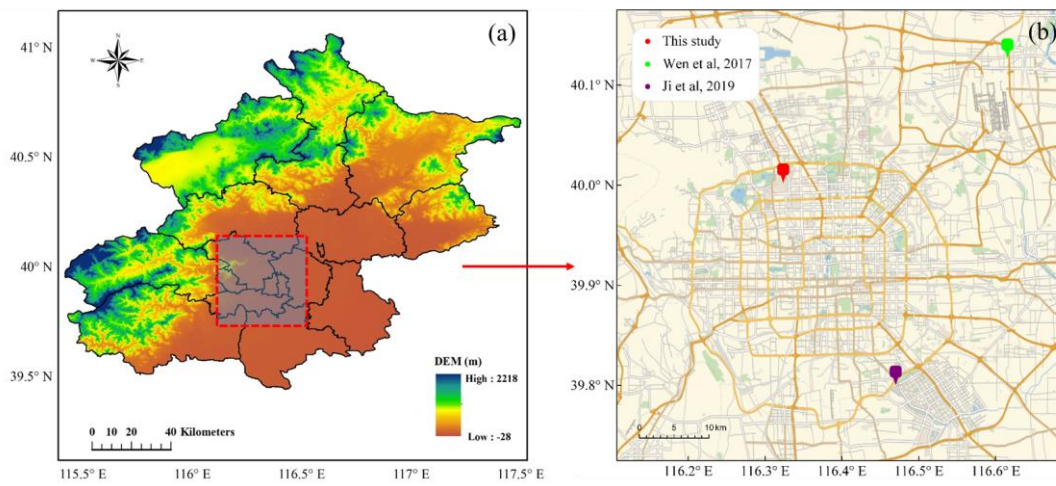 (a)
41° N
40.5° N
40° N
39.5° N
N
W
E
S
DEM (m)
High : 2218
Low : -28
0
20
40 Kilometers
115.5° E
116° E
116.5° E
117° E
117.5° E
(b)
This study
Wen et al, 2017
Ji et al, 2019
40.1° N
40.0° N
39.9° N
39.8° N
0
5
10 km
116.2° E
116.3° E
116.4° E
116.5° E
116.6° E